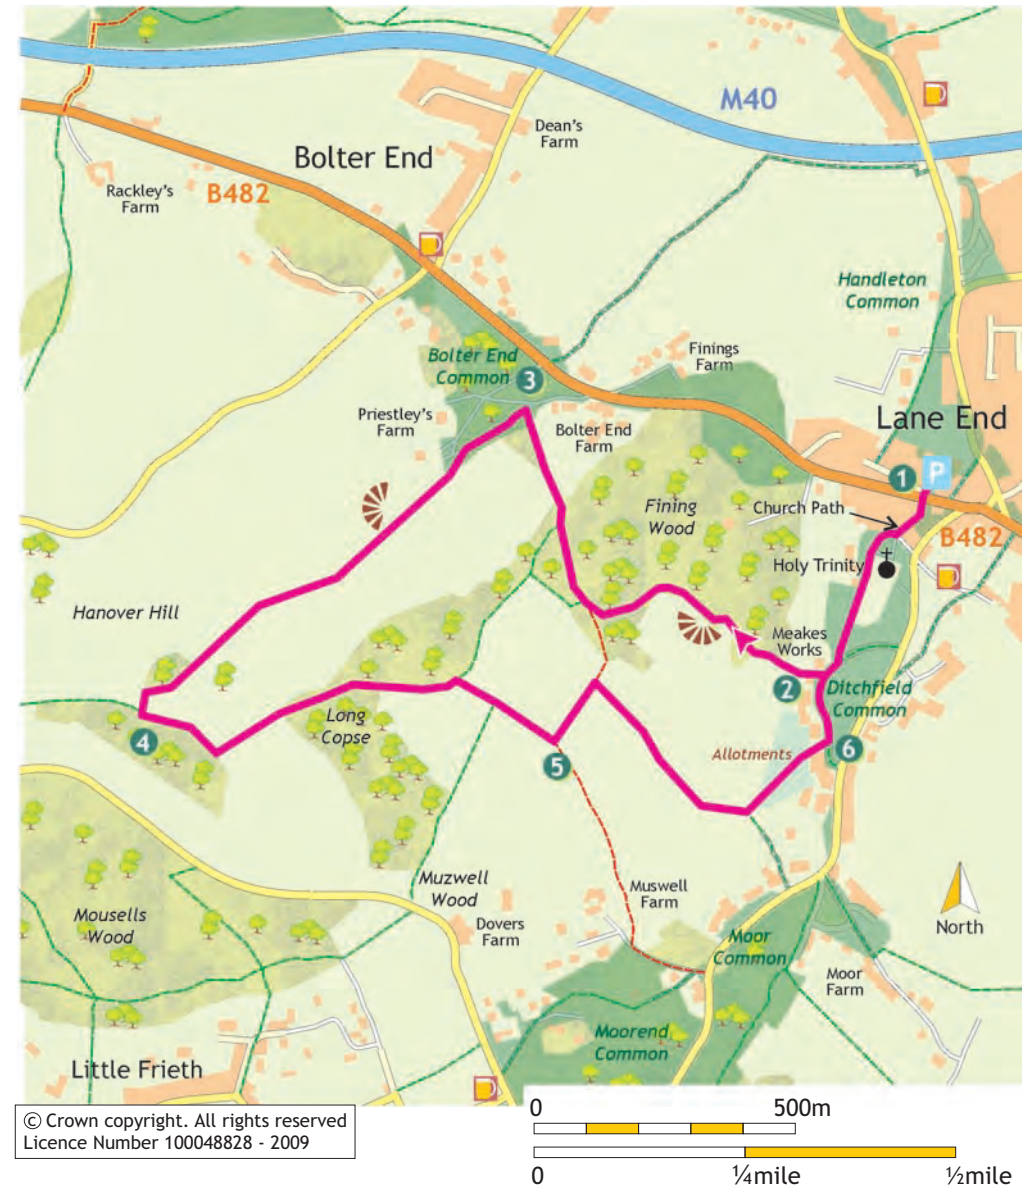 M40
Dean's
Farm
Bolter End
Rackley's
Farm
B482
Handleton
Common
Bolter End
Common
3
Finings
Farm
Priestley's
Farm
Bolter End
Farm
Lane End
1
P
Fining
Wood
Church Path
B482
Holy Trinity
Hanover Hill
Meakes
Works
2
Ditchfield
Common
Long
Copse
4
Allotments
6
5
Muzwell
Wood
Muswell
Farm
Mousells
Wood
Dovers
Farm
Moor
Common
North
Moor
Farm
Moorend
Common
Little Frieth
© Crown copyright. All rights reserved
Licence Number 100048828 - 2009
0 500m
0 ¼mile ½mile